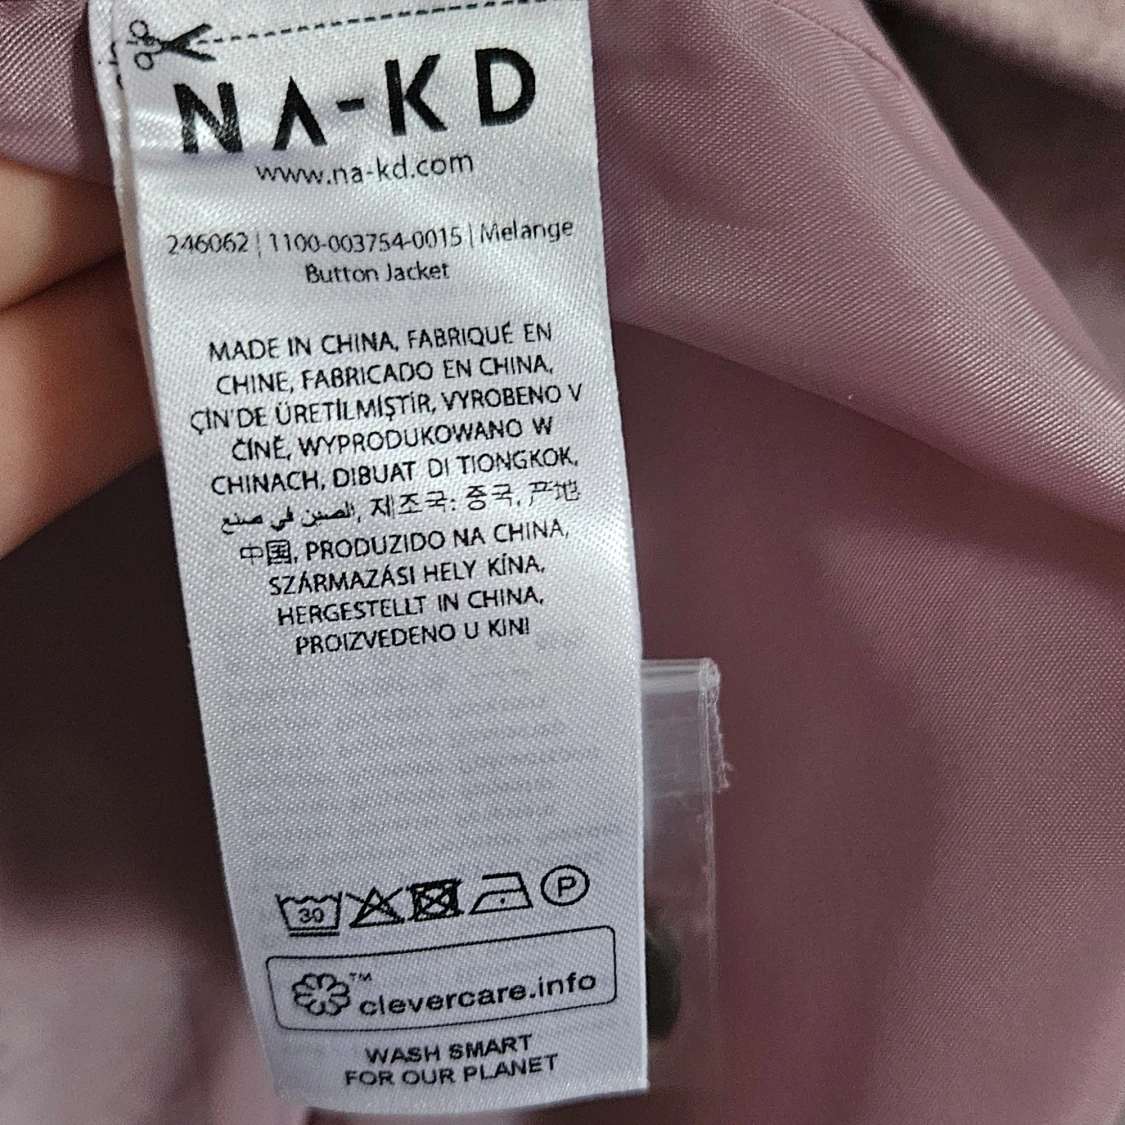 NA-KD
www.na-kd.com
246062 | 1100-003754-0015 | Melange
Button Jacket
MADE IN CHINA, FABRIQUÉ EN
CHINE, FABRICADO EN CHINA,
ÇİN'DE ÜRETİLMİŞTİR, VYROBENO V
ČÍNĚ, WYPRODUKOWANO W
CHINACH, DIBUAT DI TIONGKOK,
صنع في الصين, 제조국: 중국, 产地
中国, PRODUZIDO NA CHINA,
SZÁRMAZÁSI HELY KÍNA,
HERGESTELLT IN CHINA,
PROIZVEDENO U KINI
30
P
™ clevercare.info
WASH SMART
FOR OUR PLANET